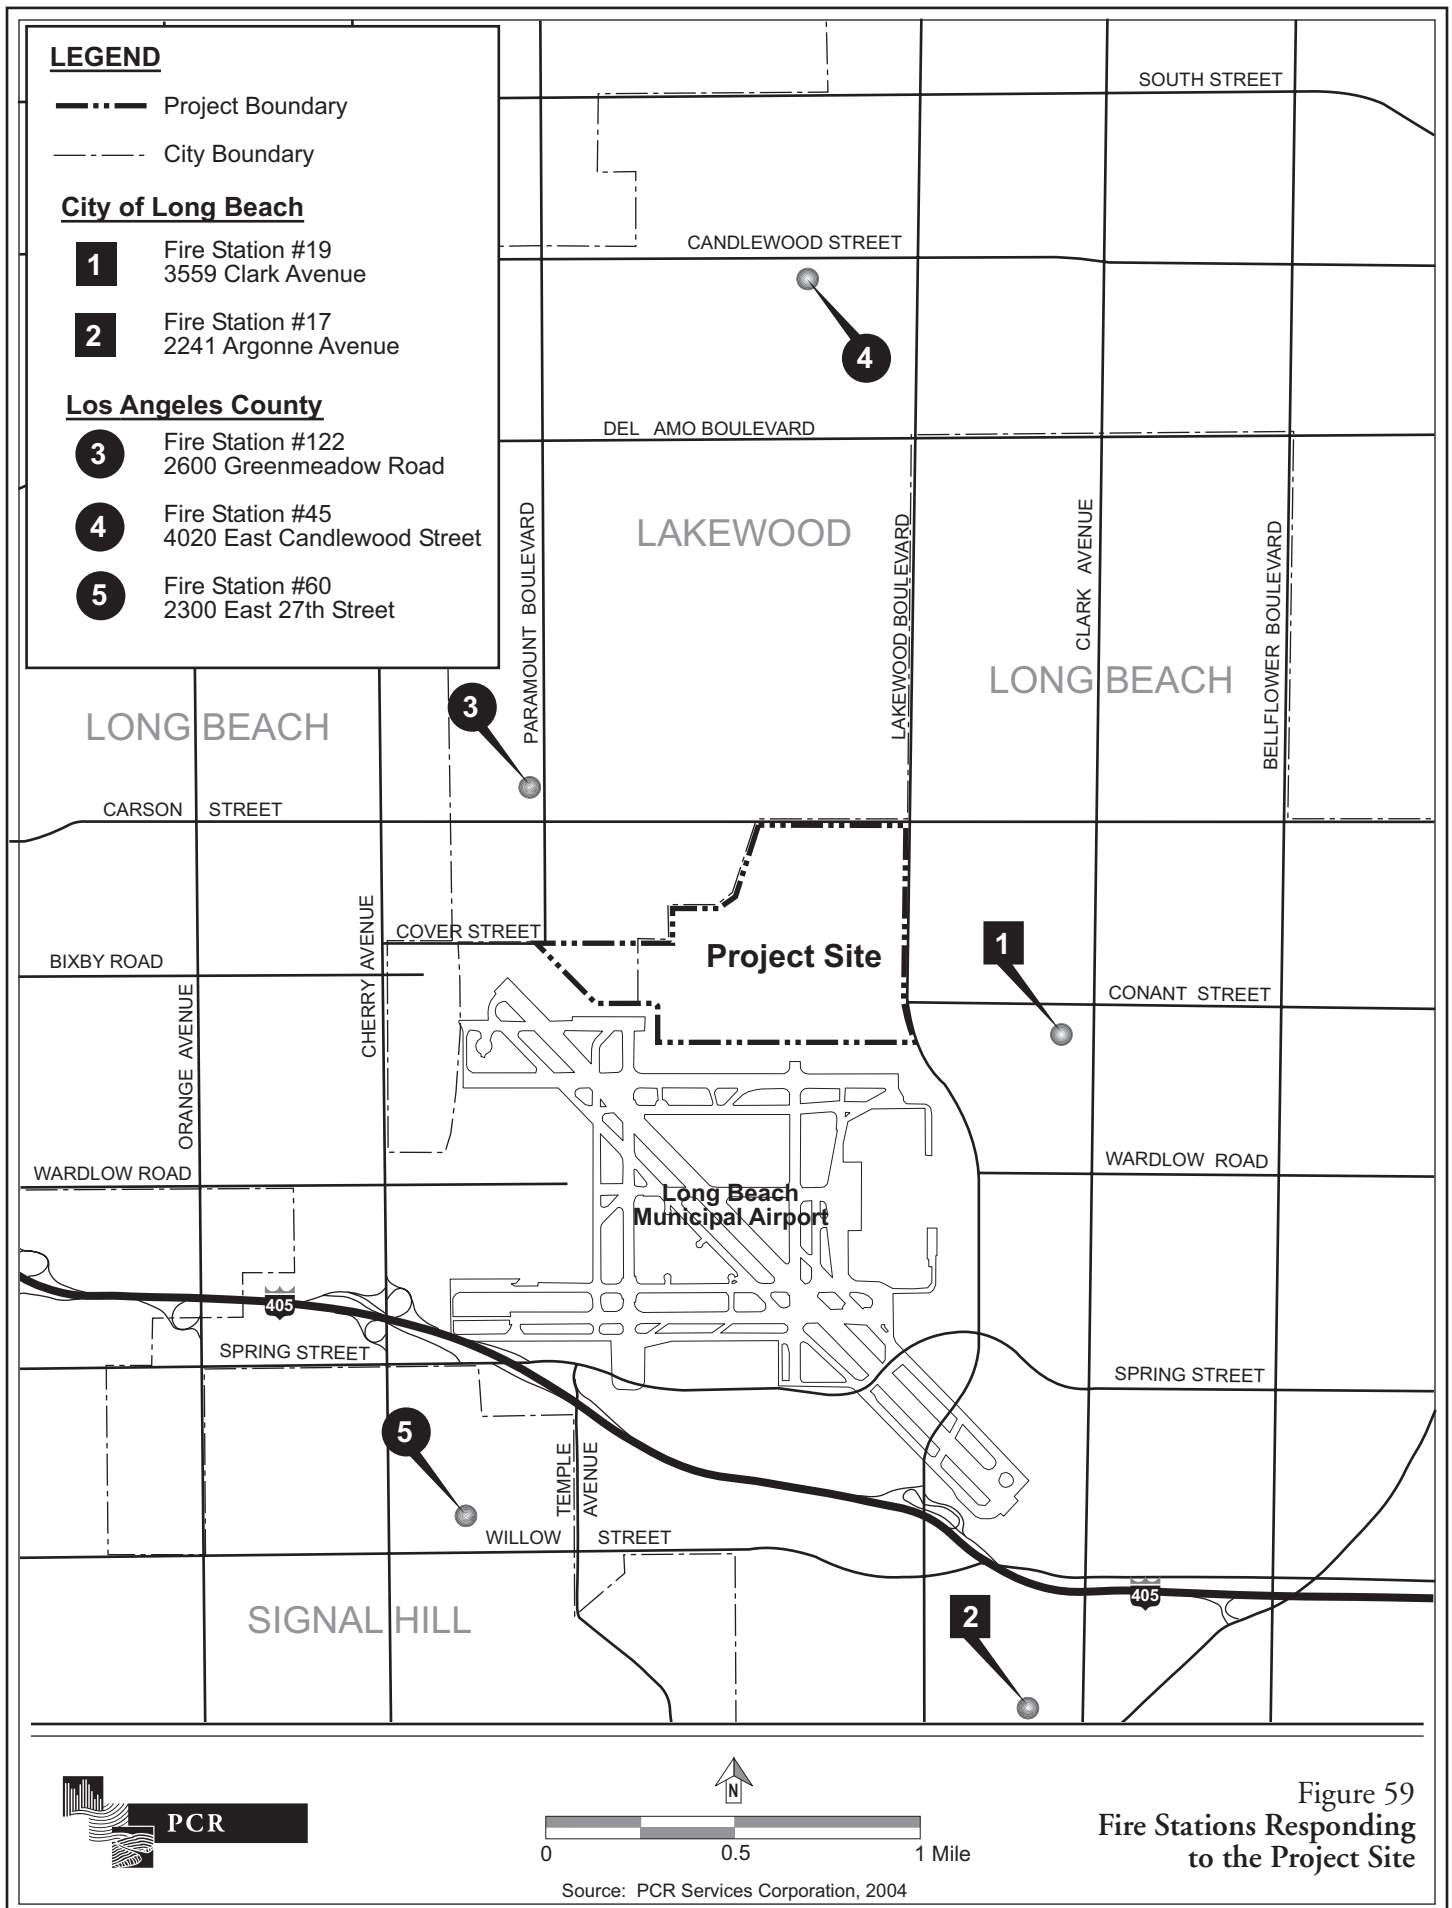 LEGEND
Project Boundary
City Boundary
City of Long Beach
1
Fire Station #19
3559 Clark Avenue
2
Fire Station #17
2241 Argonne Avenue
Los Angeles County
3
Fire Station #122
2600 Greenmeadow Road
4
Fire Station #45
4020 East Candlewood Street
5
Fire Station #60
2300 East 27th Street
SOUTH STREET
CANDLEWOOD STREET
4
DEL AMO BOULEVARD
LAKEWOOD
PARAMOUNT BOULEVARD
LAKEWOOD BOULEVARD
CLARK AVENUE
BELLFLOWER BOULEVARD
LONG BEACH
LONG BEACH
3
CARSON STREET
COVER STREET
CHERRY AVENUE
BIXBY ROAD
ORANGE AVENUE
Project Site
1
CONANT STREET
WARDLOW ROAD
WARDLOW ROAD
Long Beach
Municipal Airport
405
SPRING STREET
SPRING STREET
5
TEMPLE
AVENUE
WILLOW STREET
405
SIGNAL HILL
2
PCR
N
0 0.5 1 Mile
Source: PCR Services Corporation, 2004
Figure 59
Fire Stations Responding
to the Project Site